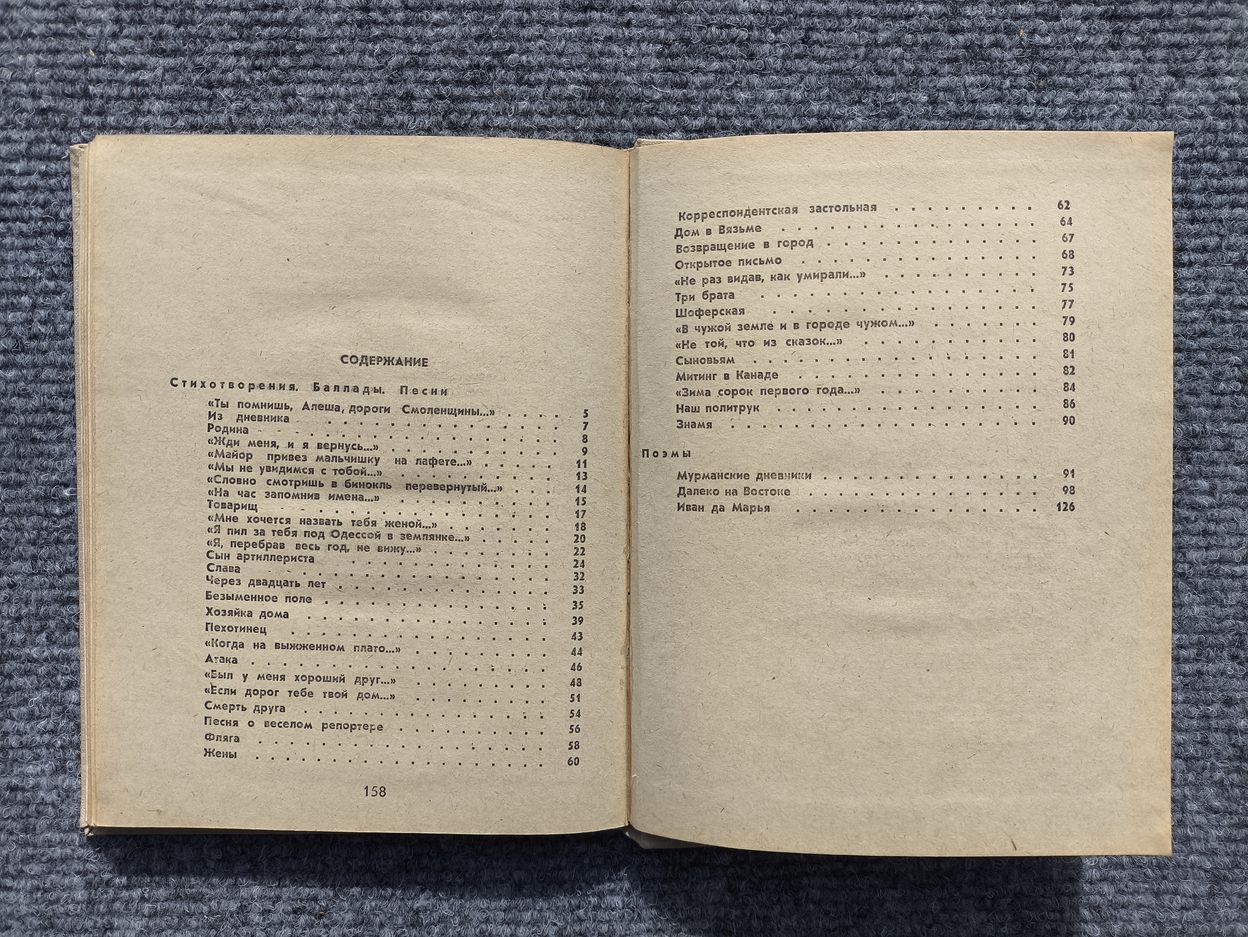 СОДЕРЖАНИЕ
Стихотворения. Баллады. Песни
«Ты помнишь, Алеша, дороги Смоленщины...» 5
Из дневника 7
Родина 8
«Жди меня, и я вернусь...» 9
«Майор привез мальчишку на лафете...» 11
«Мы не увидимся с тобой...» 13
«Словно смотришь в бинокль перевернутый...» 14
«На час запомнив имена...» 15
Товарищ 17
«Мне хочется назвать тебя женой...» 18
«Я пил за тебя под Одессой в землянке...» 20
«Я, перебрав весь год, не вижу...» 22
Сын артиллериста 24
Слава 32
Через двадцать лет 33
Безыменное поле 35
Хозяйка дома 39
Пехотинец 43
«Когда на выжженном плато...» 44
Атака 46
«Был у меня хороший друг...» 48
«Если дорог тебе твой дом...» 51
Смерть друга 54
Песня о веселом репортере 56
Фляга 58
Жены 60
158
Корреспондентская застольная 62
Дом в Вязьме 64
Возвращение в город 67
Открытое письмо 68
«Не раз видав, как умирали...» 73
Три брата 75
Шоферская 77
«В чужой земле и в городе чужом...» 79
«Не той, что из сказок...» 80
Сыновьям 81
Митинг в Канаде 82
«Зима сорок первого года...» 84
Наш политрук 86
Знамя 90
Поэмы
Мурманские дневники 91
Далеко на Востоке 98
Иван да Марья 126